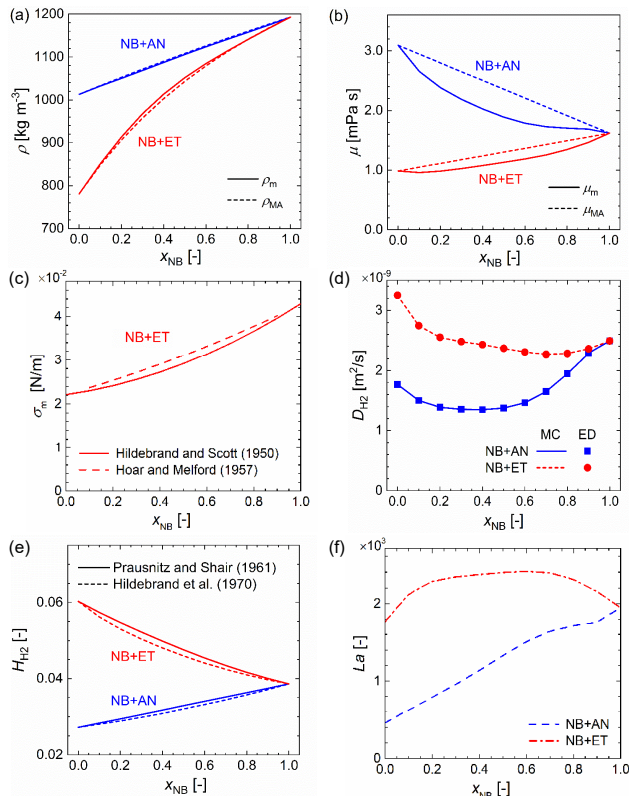 (a)
1200
1100
1000
900
800
700
ρ [kg m⁻³]
NB+AN
NB+ET
ρm
ρMA
0.0 0.2 0.4 0.6 0.8 1.0
xNB [-]
(b)
3.0
2.0
1.0
0.0
μ [mPa s]
NB+AN
NB+ET
μm
μMA
0.0 0.2 0.4 0.6 0.8 1.0
xNB [-]
(c)
×10⁻²
6
4
2
0
σm [N/m]
NB+ET
Hildebrand and Scott (1950)
Hoar and Melford (1957)
0.0 0.2 0.4 0.6 0.8 1.0
xNB [-]
(d)
×10⁻⁹
3
2
1
0
DH2 [m²/s]
MC ED
NB+AN
NB+ET
0.0 0.2 0.4 0.6 0.8 1.0
xNB [-]
(e)
Prausnitz and Shair (1961)
Hildebrand et al. (1970)
0.06
0.04
0.02
HH2 [-]
NB+ET
NB+AN
0.0 0.2 0.4 0.6 0.8 1.0
xNB [-]
(f)
×10³
3
2
1
0
La [-]
NB+AN
NB+ET
0.0 0.2 0.4 0.6 0.8 1.0
xNB [-]